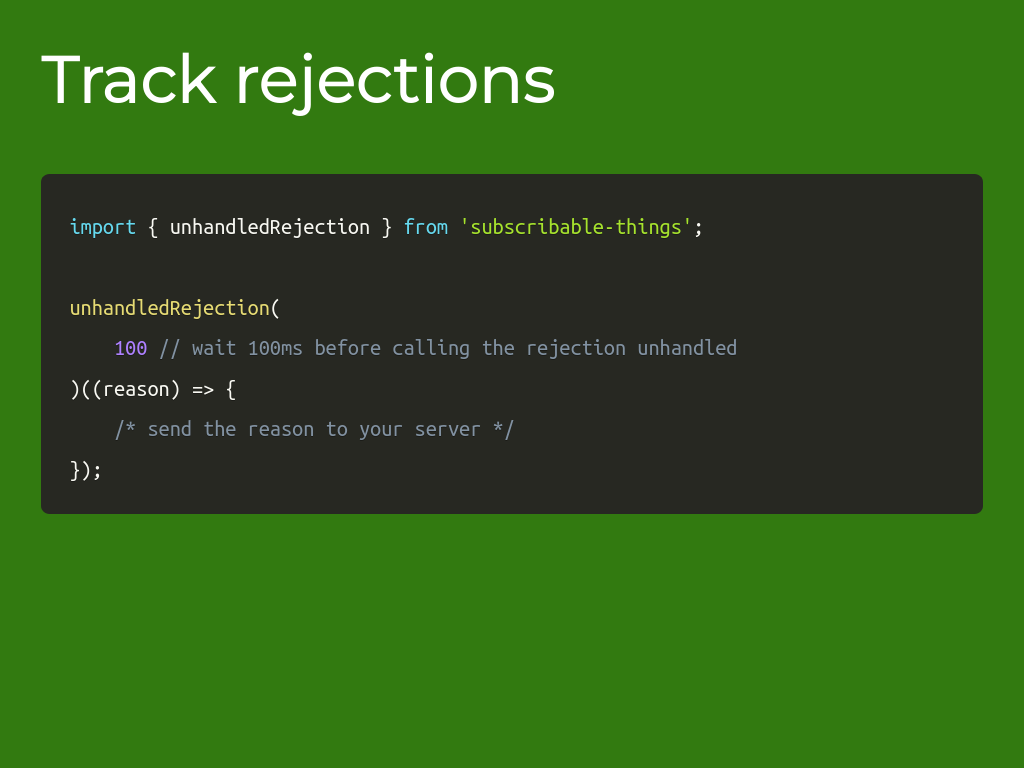 Track rejections
import { unhandledRejection } from 'subscribable-things';
unhandledRejection(
    100 // wait 100ms before calling the rejection unhandled
)((reason) => {
    /* send the reason to your server */
});